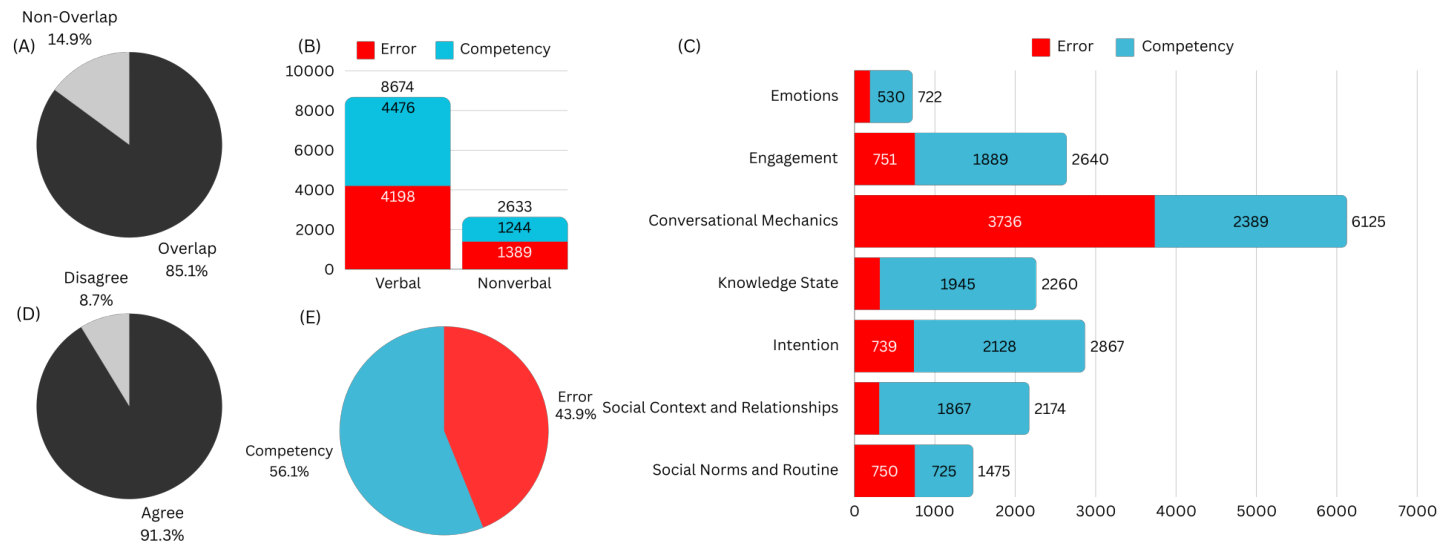 Non-Overlap
14.9%
(A)
Overlap
85.1%
(B)
Error
Competency
10000
8000
6000
4000
2000
0
8674
4476
4198
2633
1244
1389
Verbal
Nonverbal
(C)
Error
Competency
Emotions
530
722
Engagement
751
1889
2640
Conversational Mechanics
3736
2389
6125
Knowledge State
1945
2260
Intention
739
2128
2867
Social Context and Relationships
1867
2174
Social Norms and Routine
750
725
1475
0
1000
2000
3000
4000
5000
6000
7000
(D)
Disagree
8.7%
Agree
91.3%
(E)
Error
43.9%
Competency
56.1%